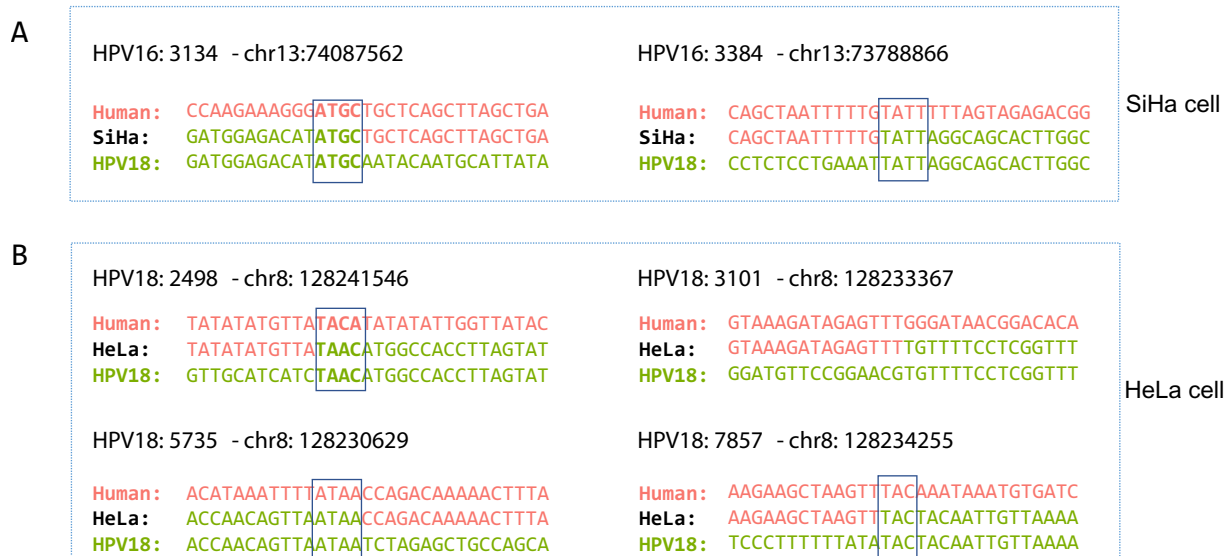 A
HPV16: 3134 - chr13:74087562
Human: CCAAGAAAGGGATGCTGCTCAGCTTAGCTGA
SiHa: GATGGAGACATATGCTGCTCAGCTTAGCTGA
HPV18: GATGGAGACATATGCAATACAATGCATTATA
HPV16: 3384 - chr13:73788866
Human: CAGCTAATTTTTGTATTTTTAGTAGAGACGG
SiHa: CAGCTAATTTTTGTATTAGGCAGCACTTGGC
HPV18: CCTCTCCTGAAATTATTAGGCAGCACTTGGC
SiHa cell
B
HPV18: 2498 - chr8: 128241546
Human: TATATATGTTATACATATATATTGGTTATAC
HeLa: TATATATGTTATAACATGGCCACCTTAGTAT
HPV18: GTTGCATCATCTAACATGGCCACCTTAGTAT
HPV18: 3101 - chr8: 128233367
Human: GTAAAGATAGAGTTTGGGATAACGGACACA
HeLa: GTAAAGATAGAGTTTTGTTTTCCTCGGTTT
HPV18: GGATGTTCCGGAACGTGTTTTCCTCGGTTT
HeLa cell
HPV18: 5735 - chr8: 128230629
Human: ACATAAATTTTATAACCAGACAAAAACTTTA
HeLa: ACCAACAGTTAATAACCAGACAAAAACTTTA
HPV18: ACCAACAGTTAATAATCTAGAGCTGCCAGCA
HPV18: 7857 - chr8: 128234255
Human: AAGAAGCTAAGTTTACAAATAAATGTGATC
HeLa: AAGAAGCTAAGTTTACTACAATTGTTAAAA
HPV18: TCCCTTTTTTATATACTACAATTGTTAAAA